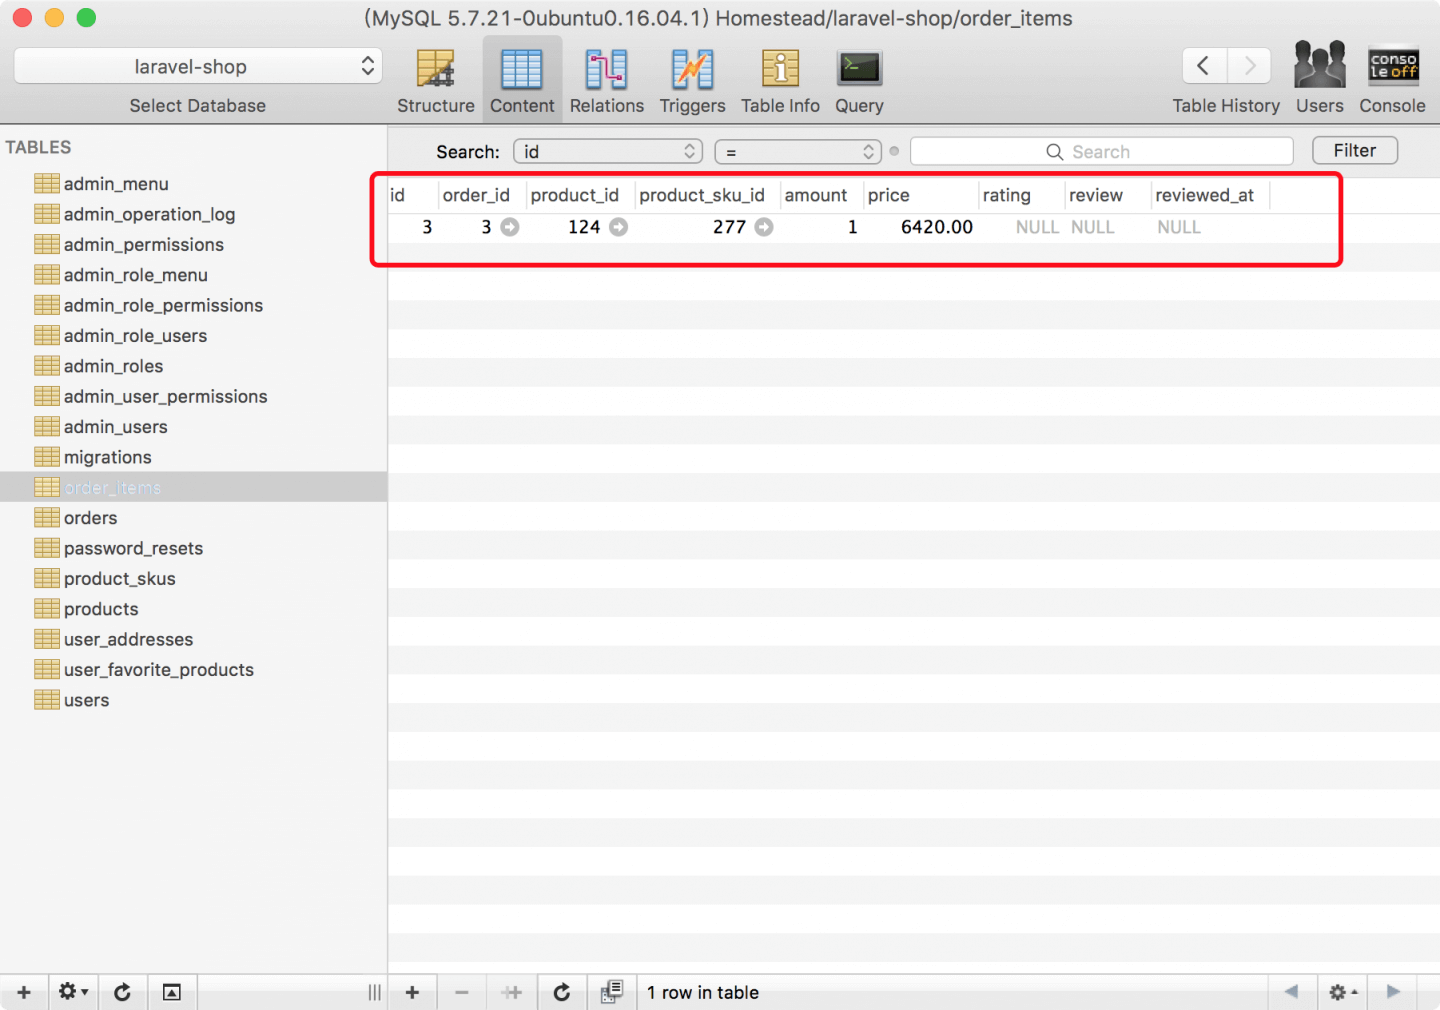 (MySQL 5.7.21-0ubuntu0.16.04.1) Homestead/laravel-shop/order_items
laravel-shop
Select Database
Structure Content Relations Triggers Table Info Query
conso
le off
Table History Users Console
TABLES
Search: id = Search Filter
id order_id product_id product_sku_id amount price rating review reviewed_at
3 3 124 277 1 6420.00 NULL NULL NULL
admin_menu
admin_operation_log
admin_permissions
admin_role_menu
admin_role_permissions
admin_role_users
admin_roles
admin_user_permissions
admin_users
migrations
order_items
orders
password_resets
product_skus
products
user_addresses
user_favorite_products
users
1 row in table